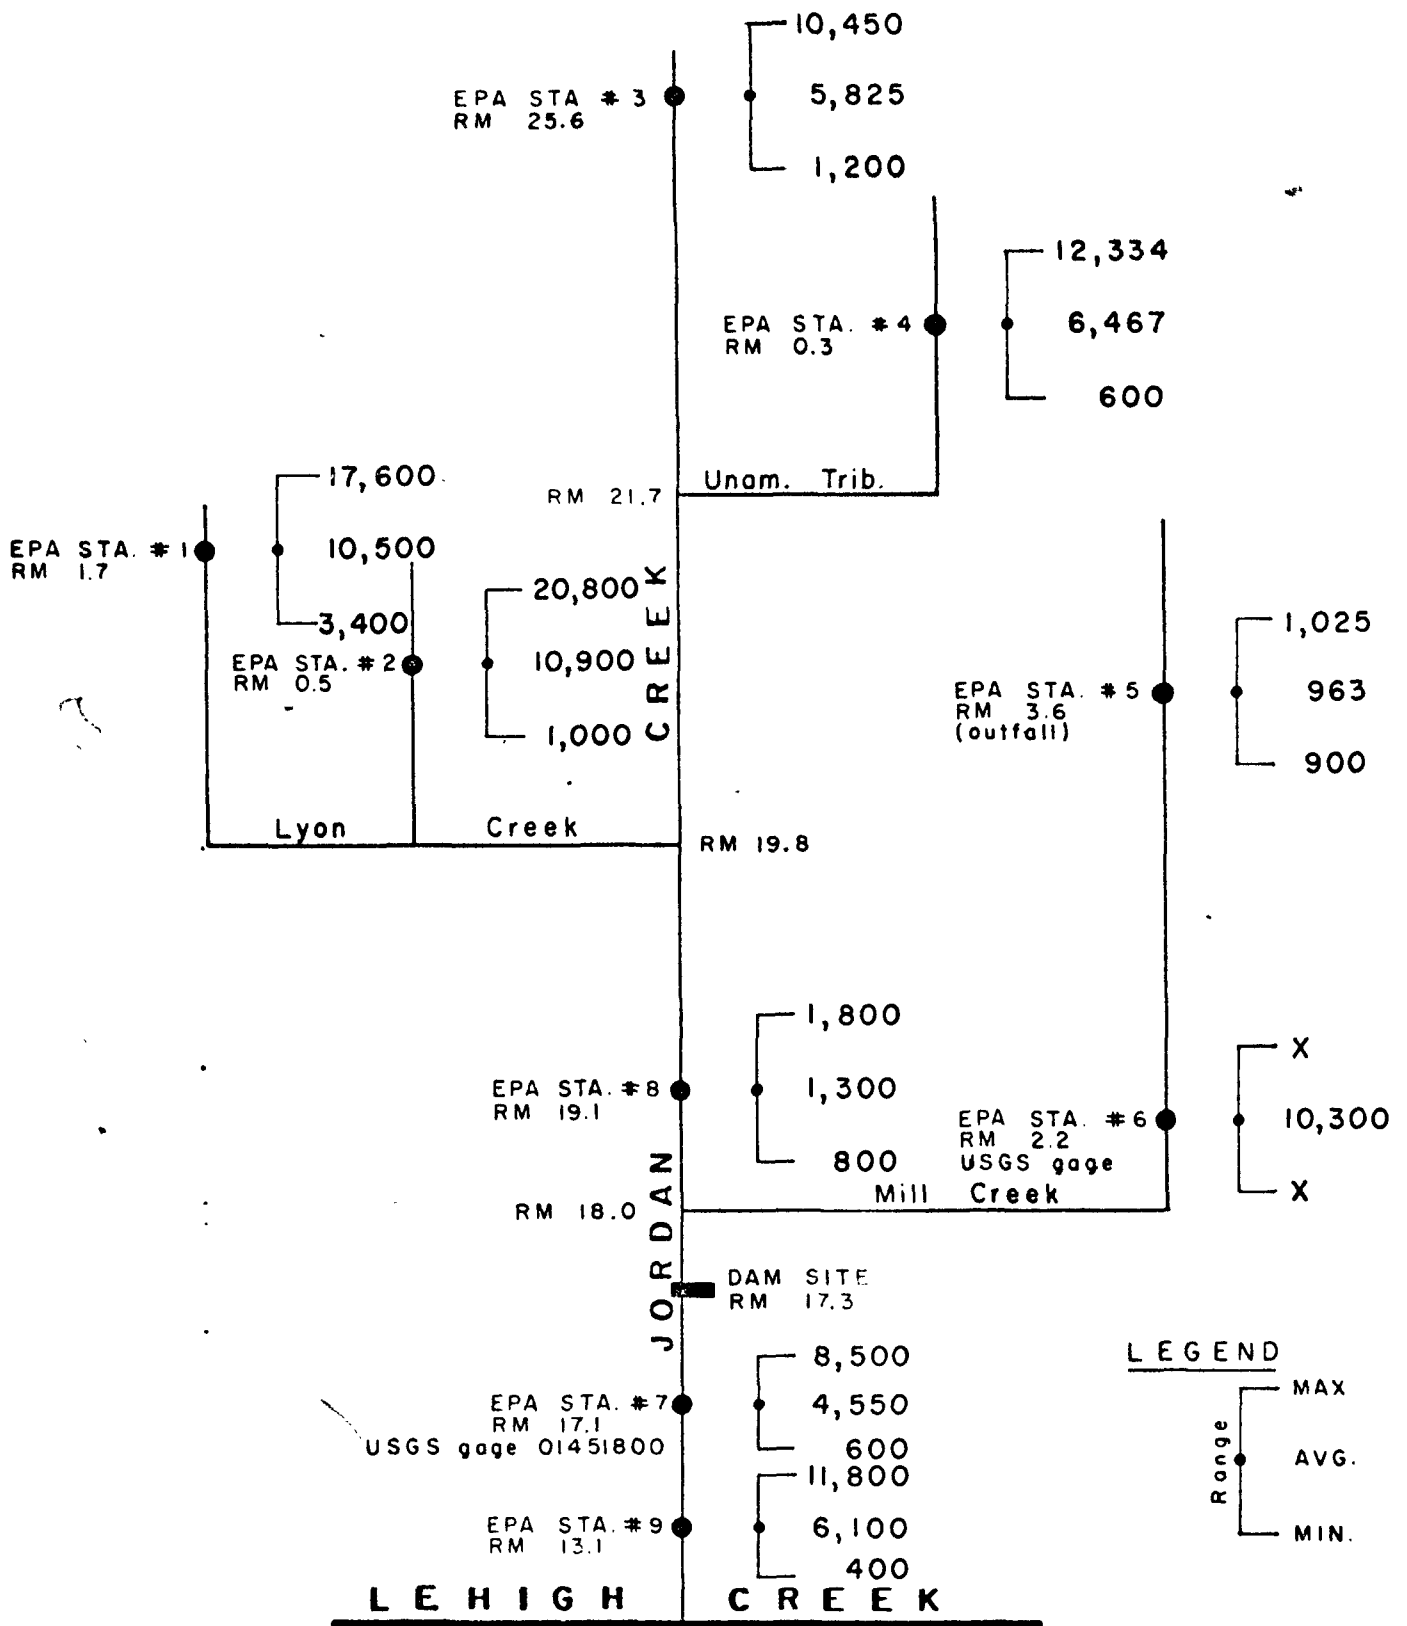 10,450
EPA STA # 3
RM 25.6
5,825
1,200
12,334
EPA STA. # 4
RM 0.3
6,467
600
Unam. Trib.
RM 21.7
17,600
EPA STA. # 1
RM 1.7
10,500
3,400
20,800
EPA STA. # 2
RM 0.5
10,900
1,000
CREEK
1,025
EPA STA. # 5
RM 3.6
(outfall)
963
900
Lyon Creek
RM 19.8
1,800
EPA STA. # 8
RM 19.1
1,300
800
X
EPA STA. # 6
RM 2.2
USGS gage
10,300
X
Mill Creek
RM 18.0
JORDAN
DAM SITE
RM 17.3
8,500
EPA STA. # 7
RM 17.1
USGS gage 01451800
4,550
600
11,800
EPA STA. # 9
RM 13.1
6,100
400
LEGEND
MAX
Range
AVG.
MIN.
LEHIGH CREEK